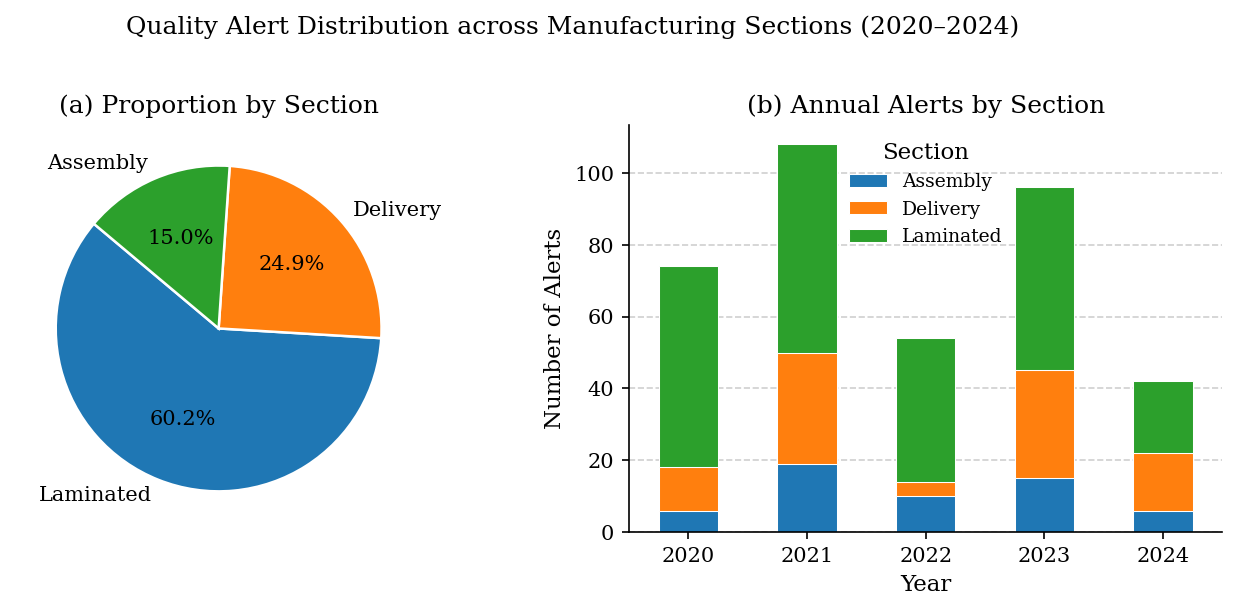 Quality Alert Distribution across Manufacturing Sections (2020–2024)
(a) Proportion by Section
Assembly
Delivery
15.0%
24.9%
60.2%
Laminated
(b) Annual Alerts by Section
Section
Assembly
Delivery
Laminated
Number of Alerts
100
80
60
40
20
0
2020 2021 2022 2023 2024
Year